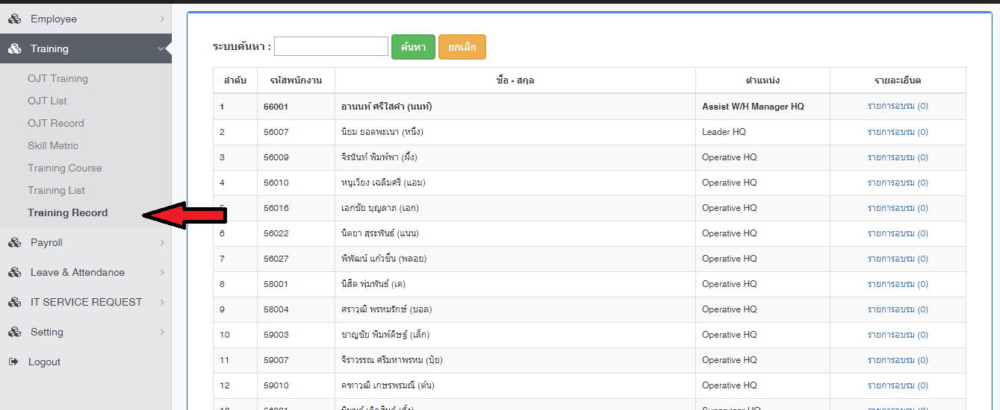 Employee
Training
OJT Training
OJT List
OJT Record
Skill Metric
Training Course
Training List
Training Record
Payroll
Leave & Attendance
IT SERVICE REQUEST
Setting
Logout
ระบบค้นหา : ค้นหา ยกเลิก
ลำดับ รหัสพนักงาน ชื่อ - สกุล ตำแหน่ง รายละเอียด
1 56001 อานนท์ ศรีใสคำ (นนท์) Assist W/H Manager HQ รายการอบรม (0)
2 56007 นิยม ยอดพะเนา (หนึ่ง) Leader HQ รายการอบรม (0)
3 56009 จิรนันท์ พิมพ์พา (ผึ้ง) Operative HQ รายการอบรม (0)
4 56010 หนูเวียง เฉลิมศรี (แอม) Operative HQ รายการอบรม (0)
5 56016 เอกชัย บุญลาภ (เอก) Operative HQ รายการอบรม (0)
6 56022 นิตยา สุระพันธ์ (แนน) Operative HQ รายการอบรม (0)
7 56027 พิพัฒน์ แก้วชื่น (พลอย) Operative HQ รายการอบรม (0)
8 58001 นิสิต พุ่มพันธ์ (เค) Operative HQ รายการอบรม (0)
9 58004 ศราวุฒิ พรหมรักษ์ (บอล) Operative HQ รายการอบรม (0)
10 59003 ชาญชัย พิมพ์ดิษฐ์ (เล็ก) Operative HQ รายการอบรม (0)
11 59007 จิราวรรณ ศรีมหาพรหม (ปุ้ย) Operative HQ รายการอบรม (0)
12 59010 คฑาวุฒิ เกษรพรมณี (ต้น) Operative HQ รายการอบรม (0)